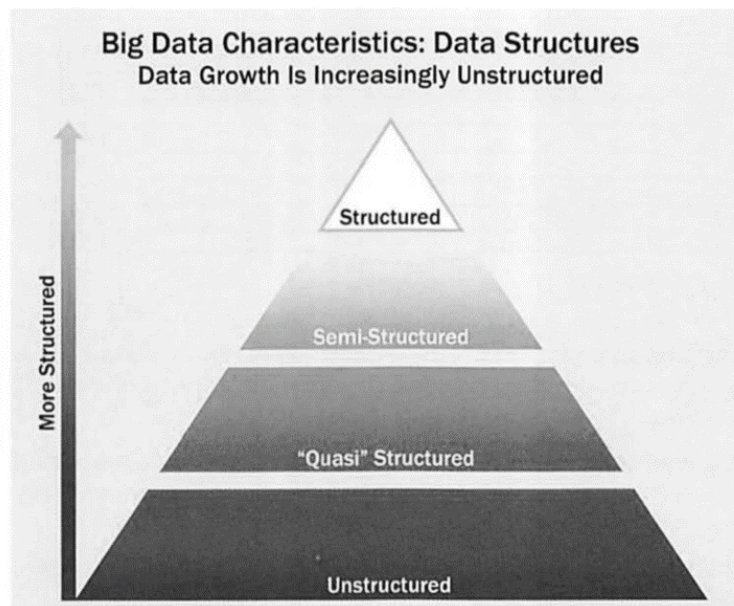 Big Data Characteristics: Data Structures
Data Growth Is Increasingly Unstructured
More Structured
Structured
Semi-Structured
"Quasi" Structured
Unstructured